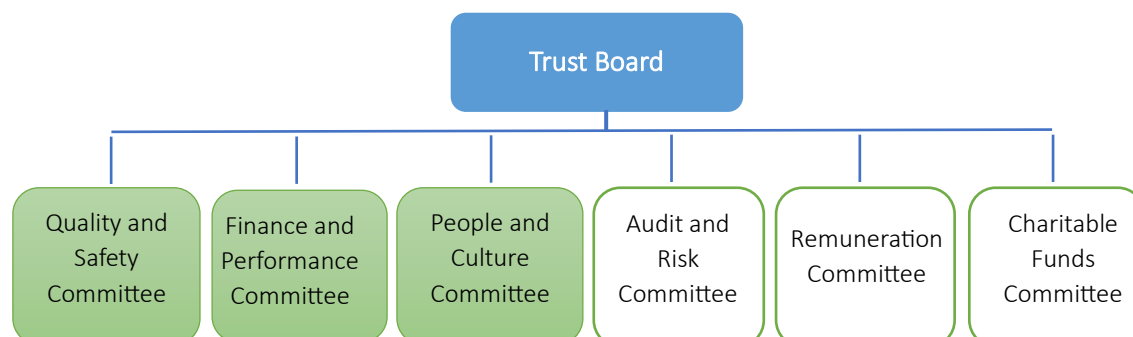 Trust Board
Quality and
Safety
Committee
Finance and
Performance
Committee
People and
Culture
Committee
Audit and
Risk
Committee
Remuneration
Committee
Charitable
Funds
Committee